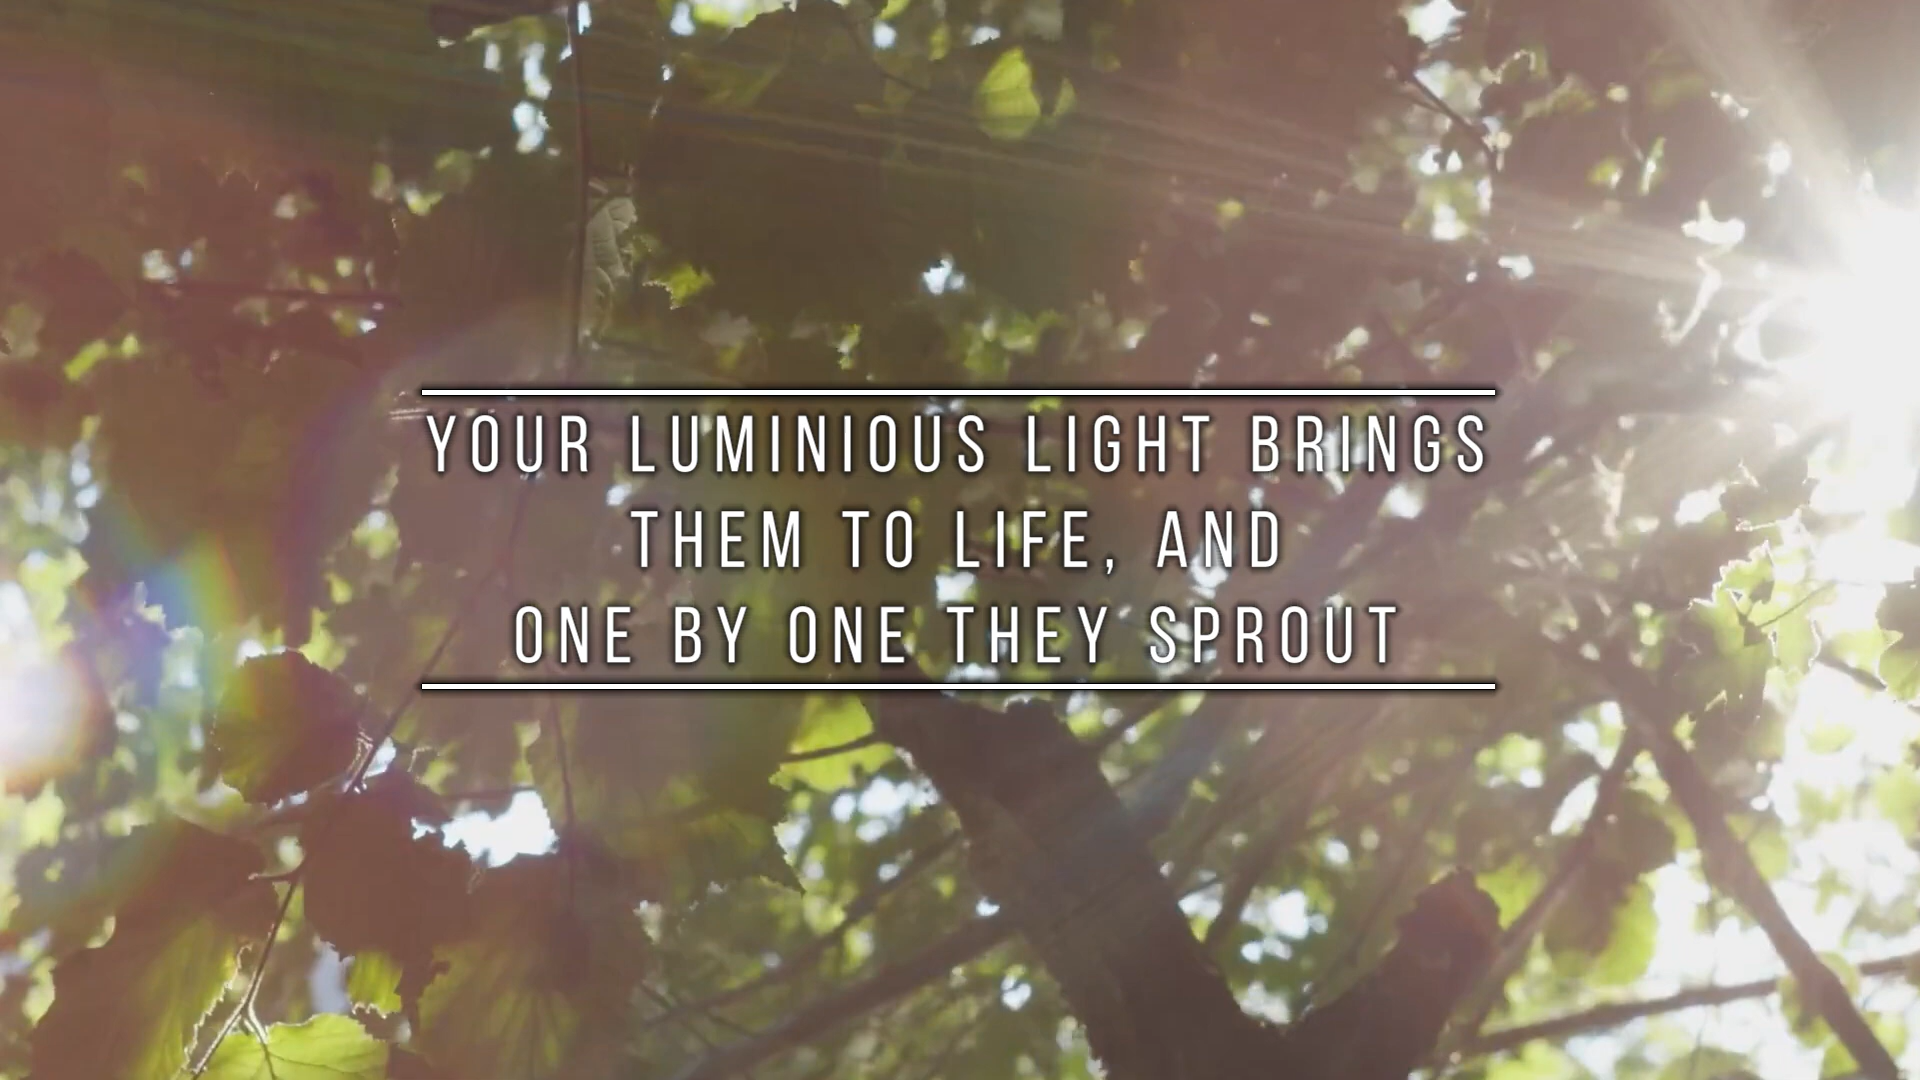 YOUR LUMINIOUS LIGHT BRINGS
THEM TO LIFE, AND
ONE BY ONE THEY SPROUT